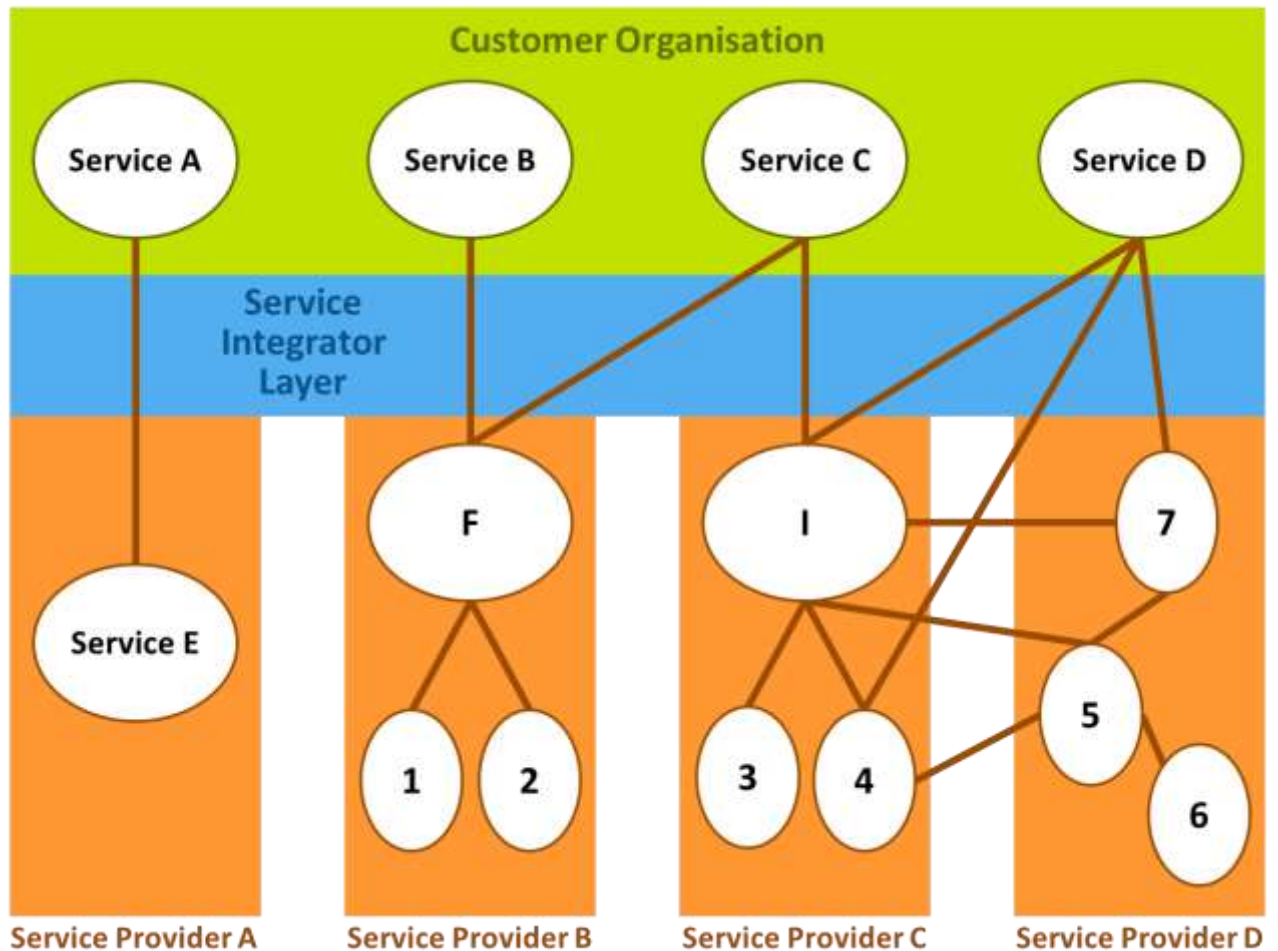 Customer Organisation
Service A
Service B
Service C
Service D
Service
Integrator
Layer
F
I
7
Service E
5
1
2
3
4
6
Service Provider A
Service Provider B
Service Provider C
Service Provider D